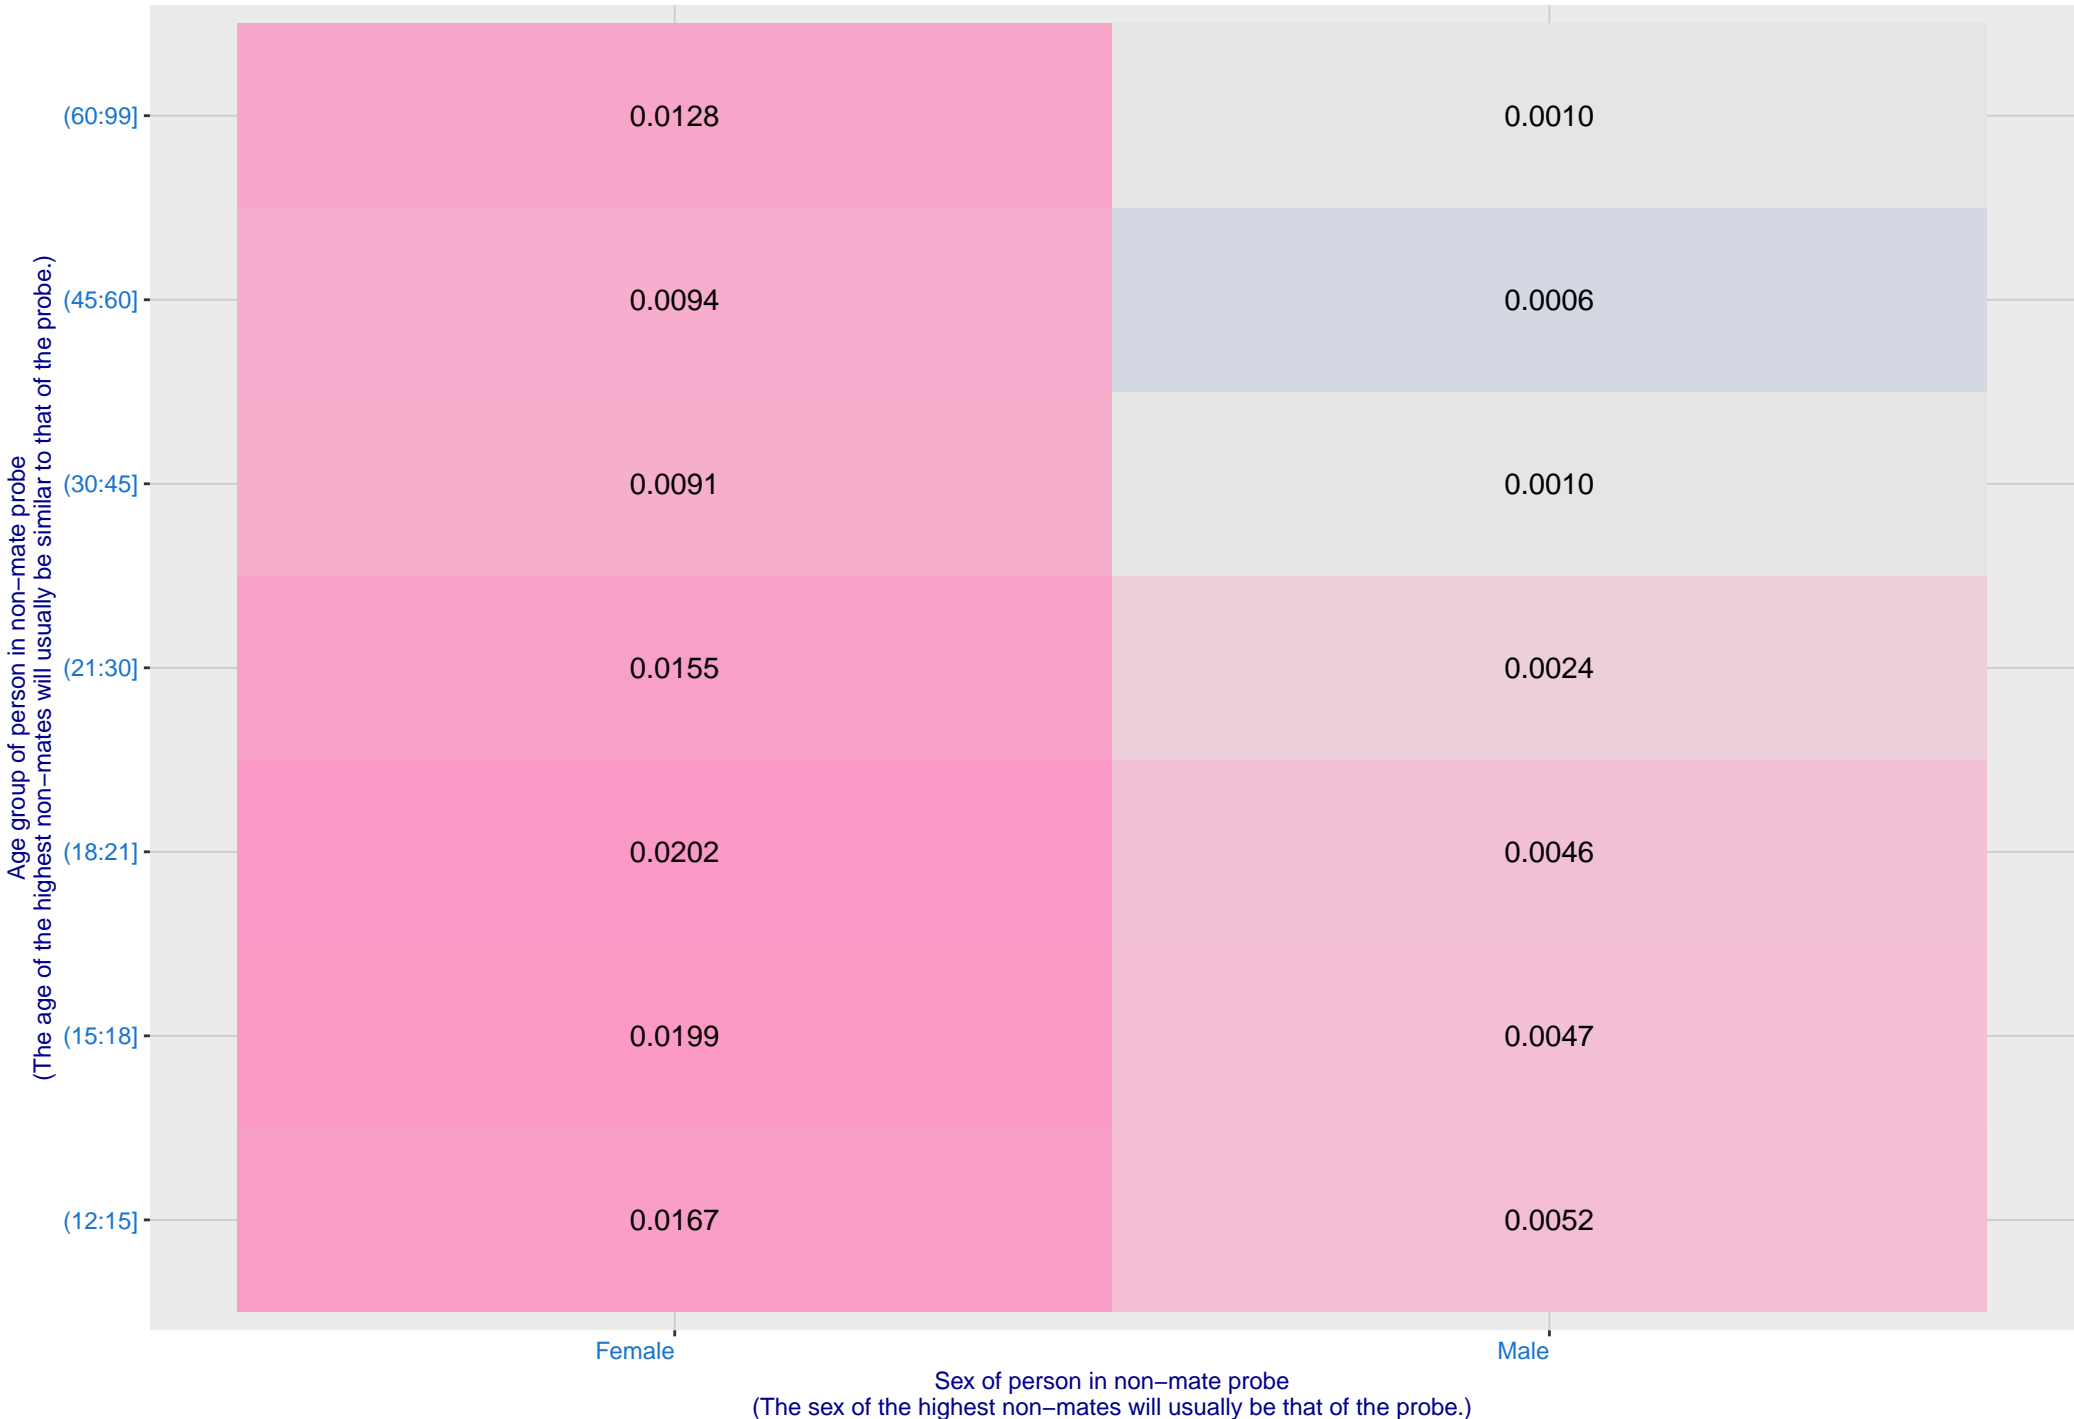 Age group of person in non−mate probe
(The age of the highest non−mates will usually be similar to that of the probe.)
(60:99] 0.0128 0.0010
(45:60] 0.0094 0.0006
(30:45] 0.0091 0.0010
(21:30] 0.0155 0.0024
(18:21] 0.0202 0.0046
(15:18] 0.0199 0.0047
(12:15] 0.0167 0.0052
Female Male
Sex of person in non−mate probe
(The sex of the highest non−mates will usually be that of the probe.)